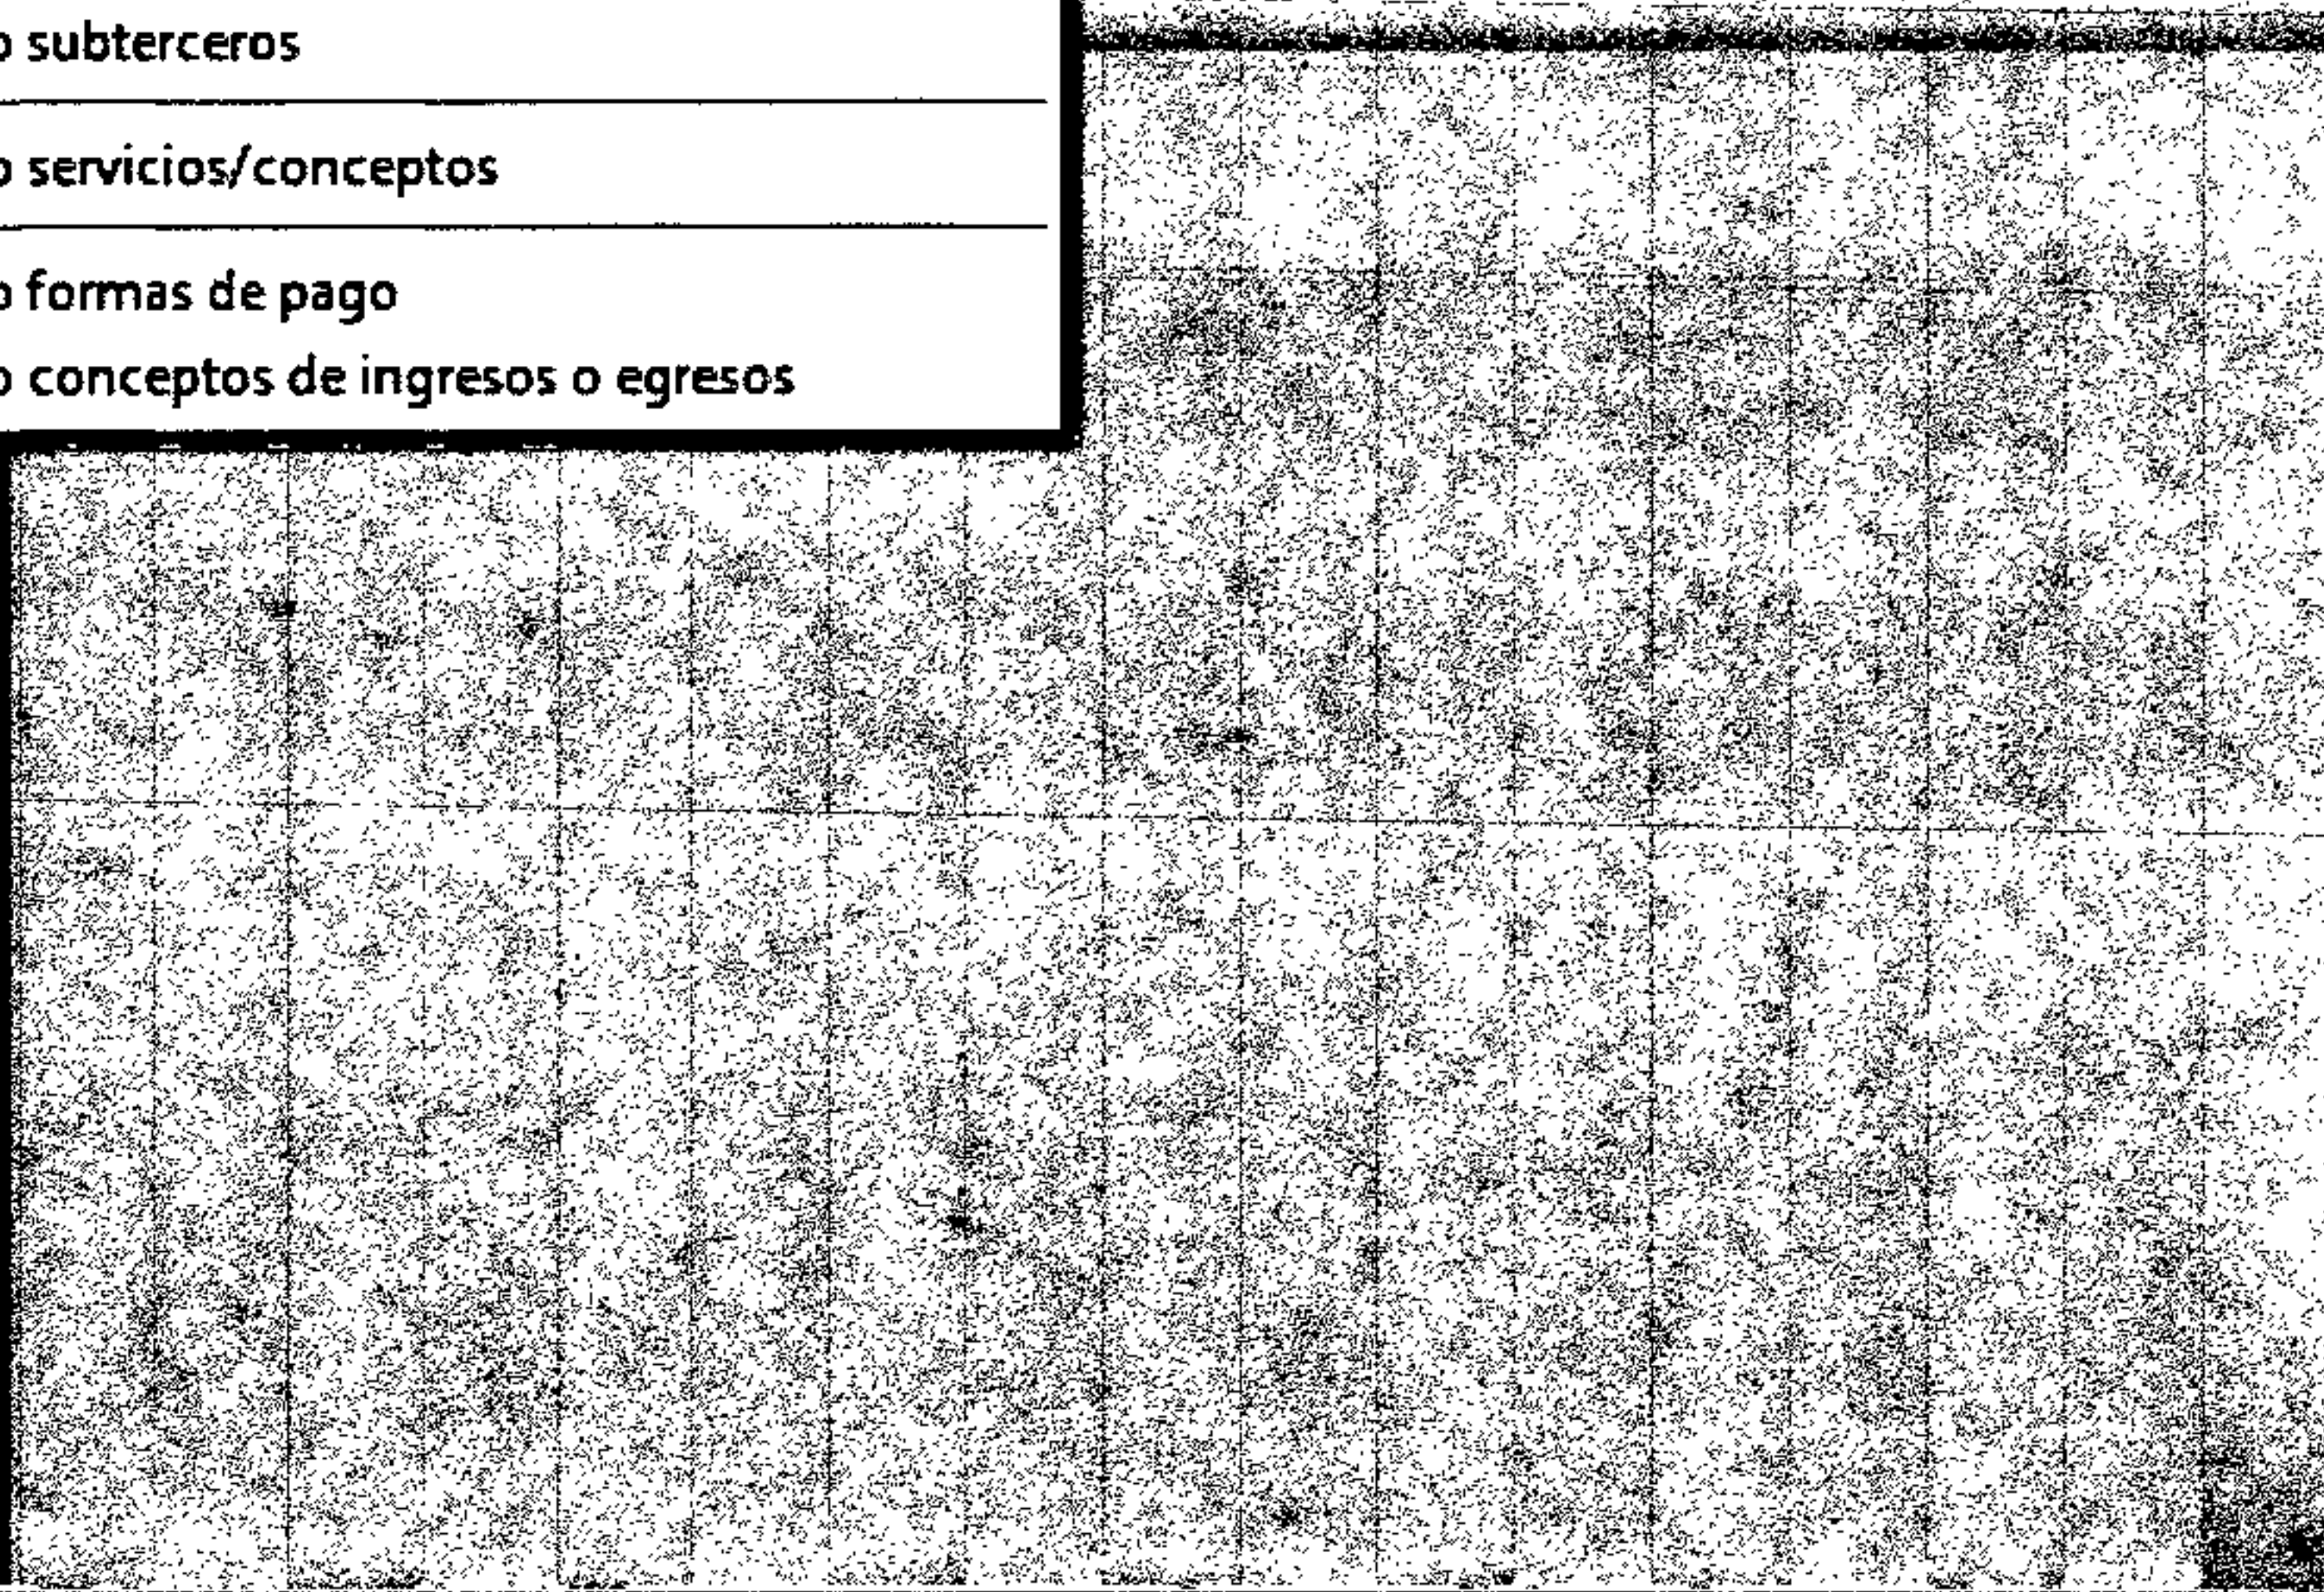 o subterceros
o servicios/conceptos
o formas de pago
o conceptos de ingresos o egresos